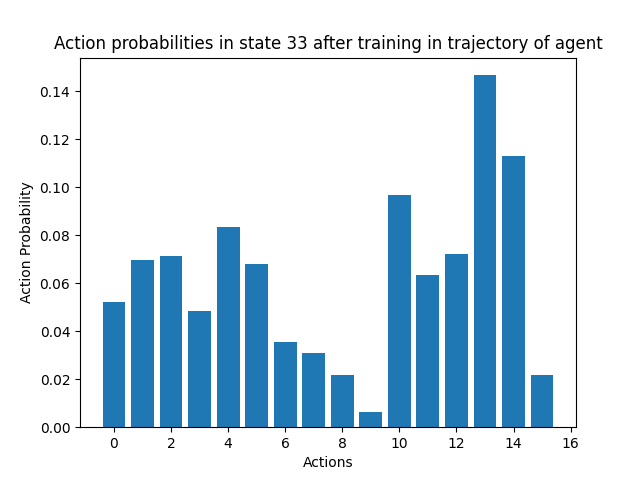 Action probabilities in state 33 after training in trajectory of agent
0.14
0.12
0.10
0.08
0.06
0.04
0.02
0.00
Action Probability
0 2 4 6 8 10 12 14 16
Actions